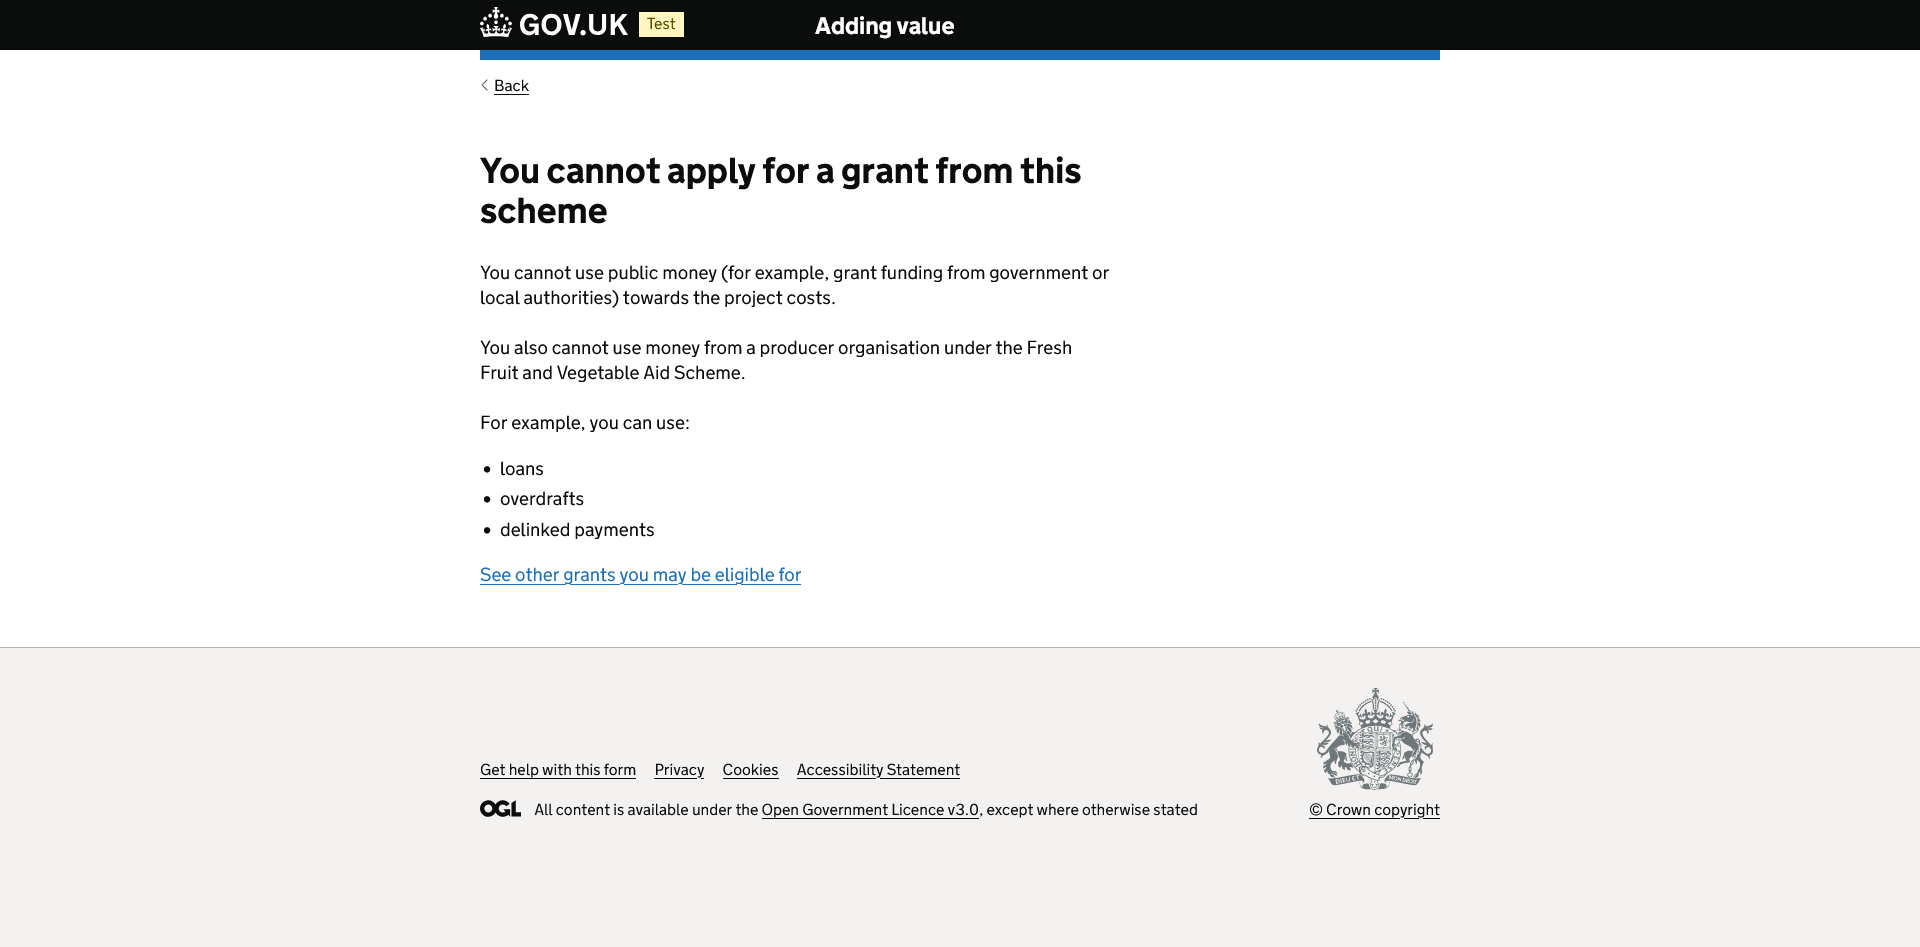 GOV.UK Test Adding value
Back
You cannot apply for a grant from this
scheme
You cannot use public money (for example, grant funding from government or
local authorities) towards the project costs.
You also cannot use money from a producer organisation under the Fresh
Fruit and Vegetable Aid Scheme.
For example, you can use:
• loans
• overdrafts
• delinked payments
See other grants you may be eligible for
Get help with this form Privacy Cookies Accessibility Statement
OGL All content is available under the Open Government Licence v3.0, except where otherwise stated
© Crown copyright